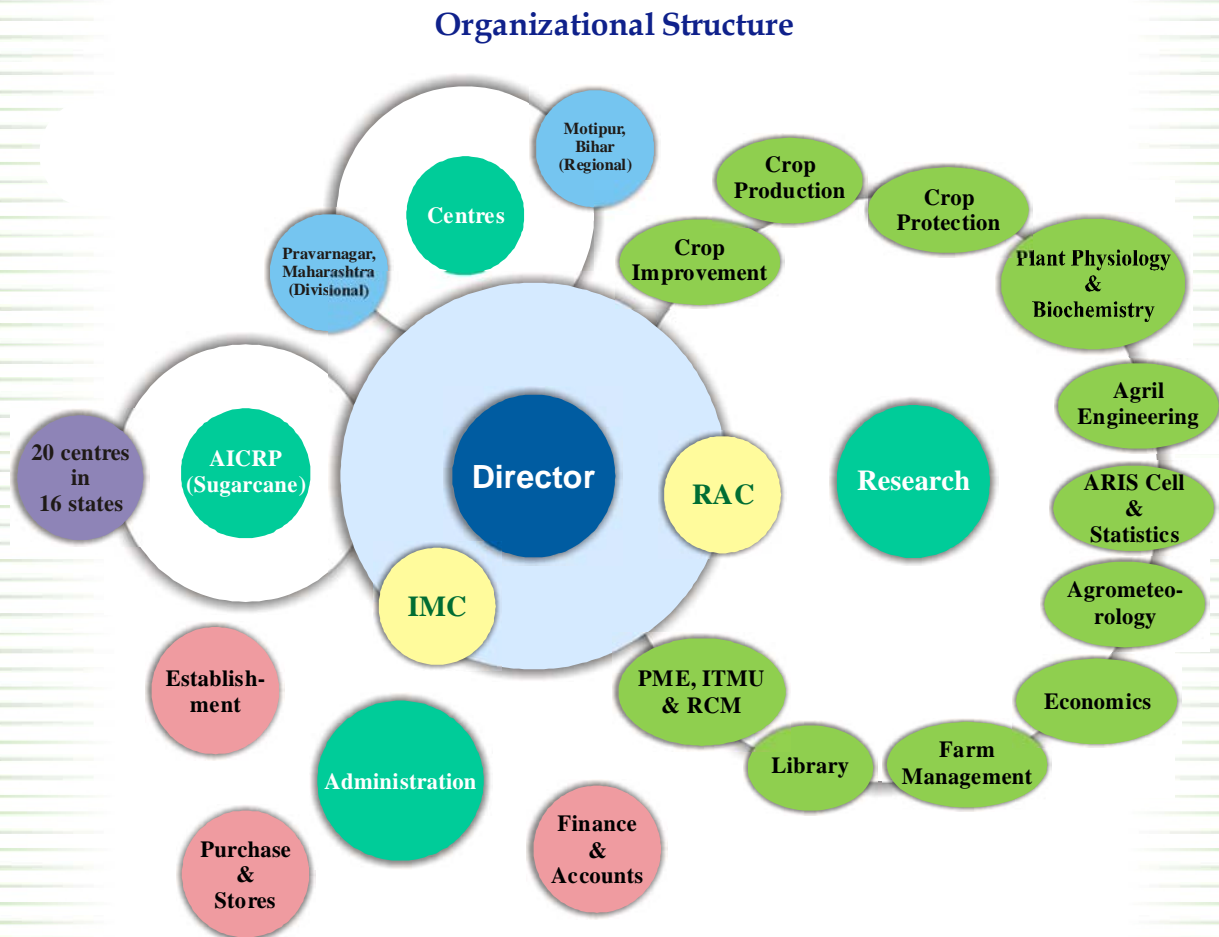 Organizational Structure
Motipur,
Bihar
(Regional)
Centres
Pravarnagar,
Maharashtra
(Divisional)
Crop
Production
Crop
Protection
Crop
Improvement
Plant Physiology
&
Biochemistry
Agril
Engineering
20 centres
in
16 states
AICRP
(Sugarcane)
Director
RAC
Research
ARIS Cell
&
Statistics
IMC
Agrometeo-
rology
Establish-
ment
PME, ITMU
& RCM
Economics
Library
Farm
Management
Administration
Purchase
&
Stores
Finance
&
Accounts